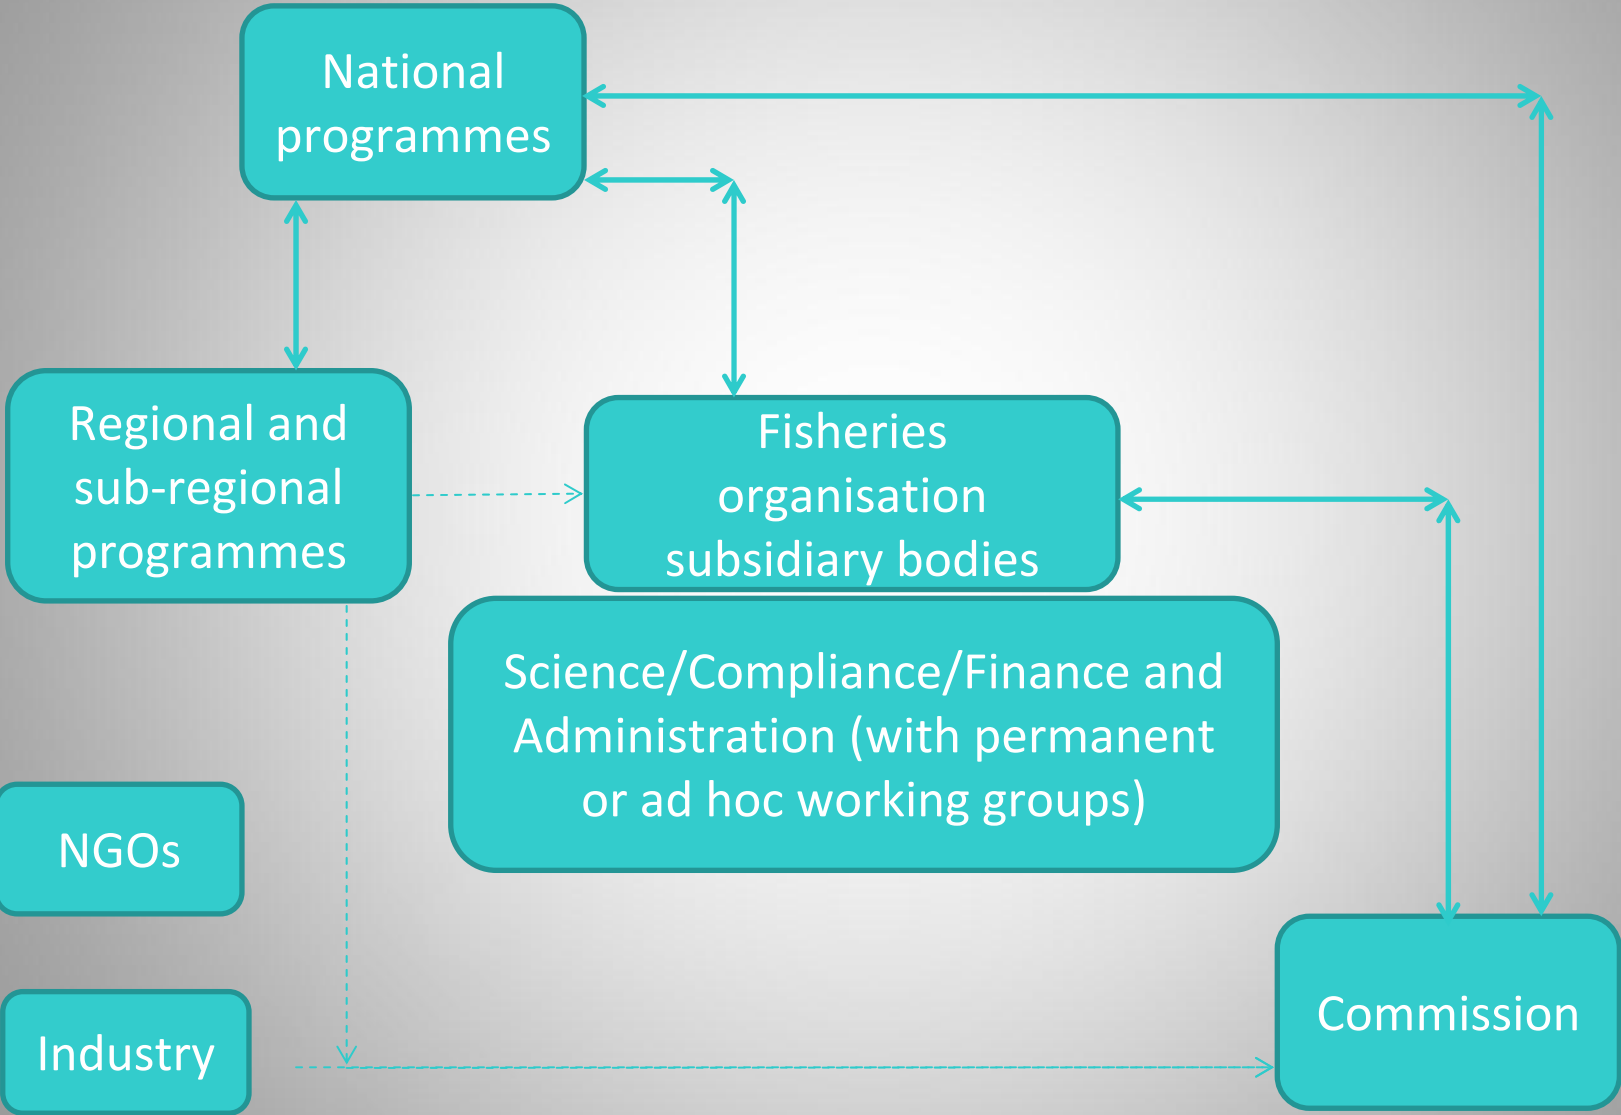 National
programmes
Regional and
sub-regional
programmes
Fisheries
organisation
subsidiary bodies
Science/Compliance/Finance and
Administration (with permanent
or ad hoc working groups)
NGOs
Industry
Commission